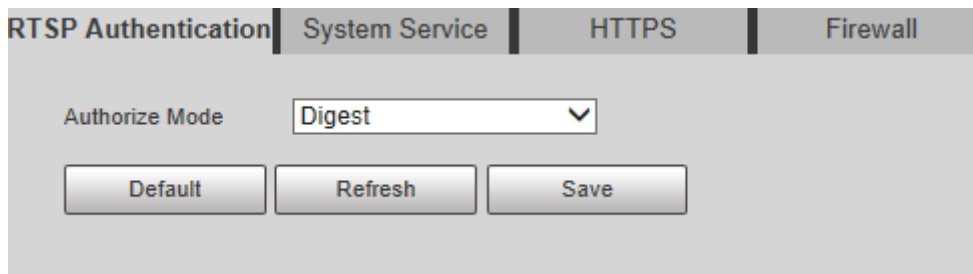 RTSP Authentication System Service HTTPS Firewall
Authorize Mode Digest
Default Refresh Save